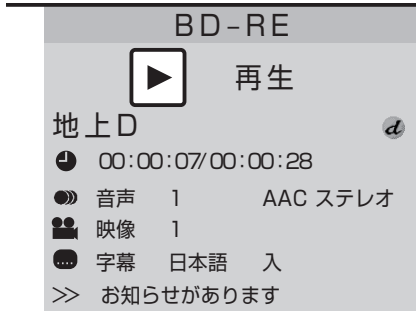 BD-RE
再生
地上D d
00:00:07/00:00:28
音声 1 AAC ステレオ
映像 1
字幕 日本語 入
>> お知らせがあります